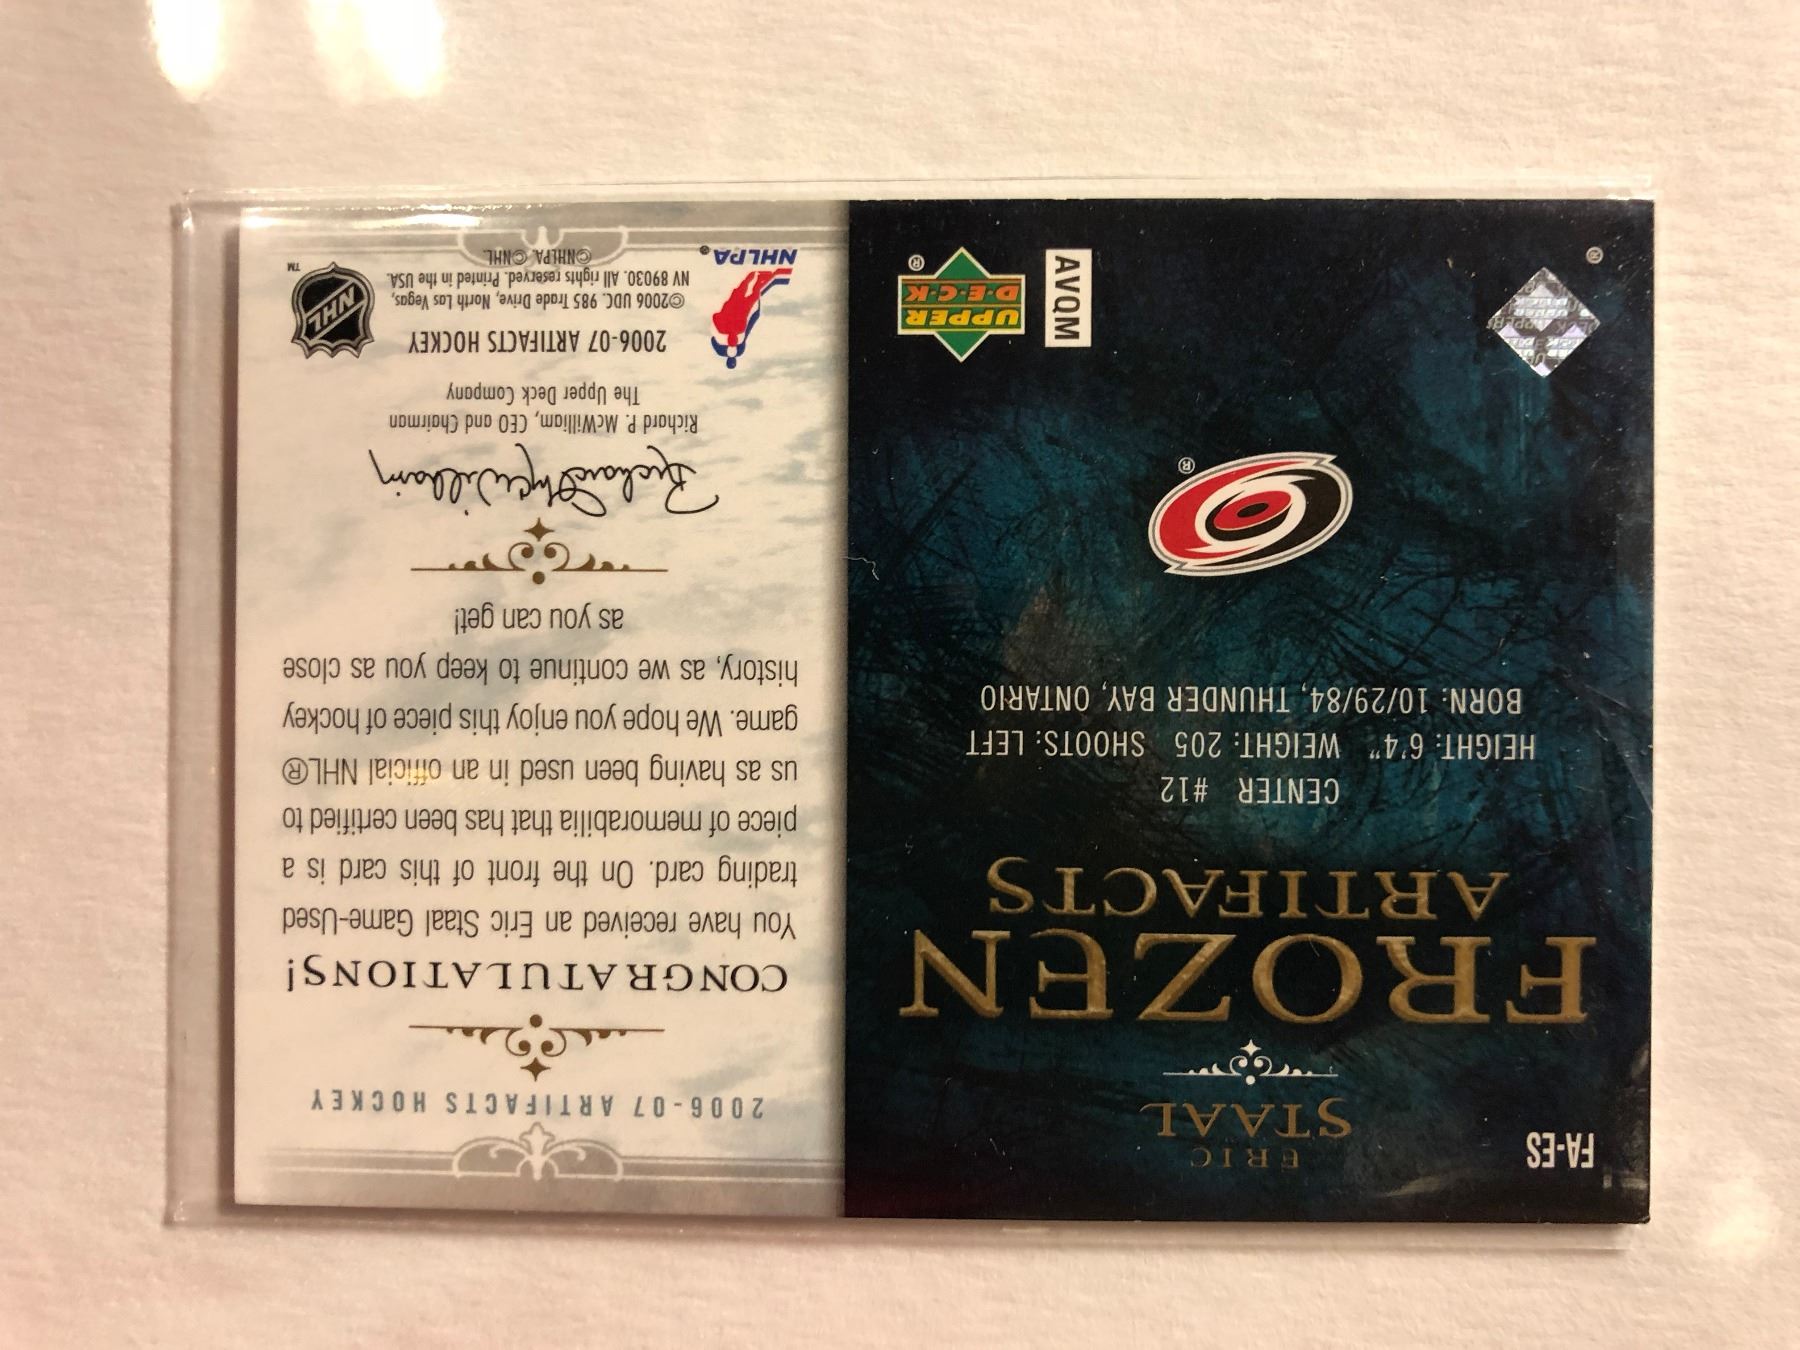 FA-ES
ERIC
STAAL
FROZEN
ARTIFACTS
CENTER #12
HEIGHT: 6'4" WEIGHT: 205 SHOOTS: LEFT
BORN: 10/29/84, THUNDER BAY, ONTARIO
®
UPPER
D·E·C·K
®
AVQM
®
2006-07 ARTIFACTS HOCKEY
CONGRATULATIONS!
You have received an Eric Staal Game-Used
trading card. On the front of this card is a
piece of memorabilia that has been certified to
us as having been used in an official NHL®
game. We hope you enjoy this piece of hockey
history, as we continue to keep you as close
as you can get!
Richard McWilliam
Richard P. McWilliam, CEO and Chairman
The Upper Deck Company
2006-07 ARTIFACTS HOCKEY
©2006 UDC. 985 Trade Drive, North Las Vegas,
NV 89030. All rights reserved. Printed in the USA.
©NHLPA. ©NHL.
NHLPA®
NHL
TM